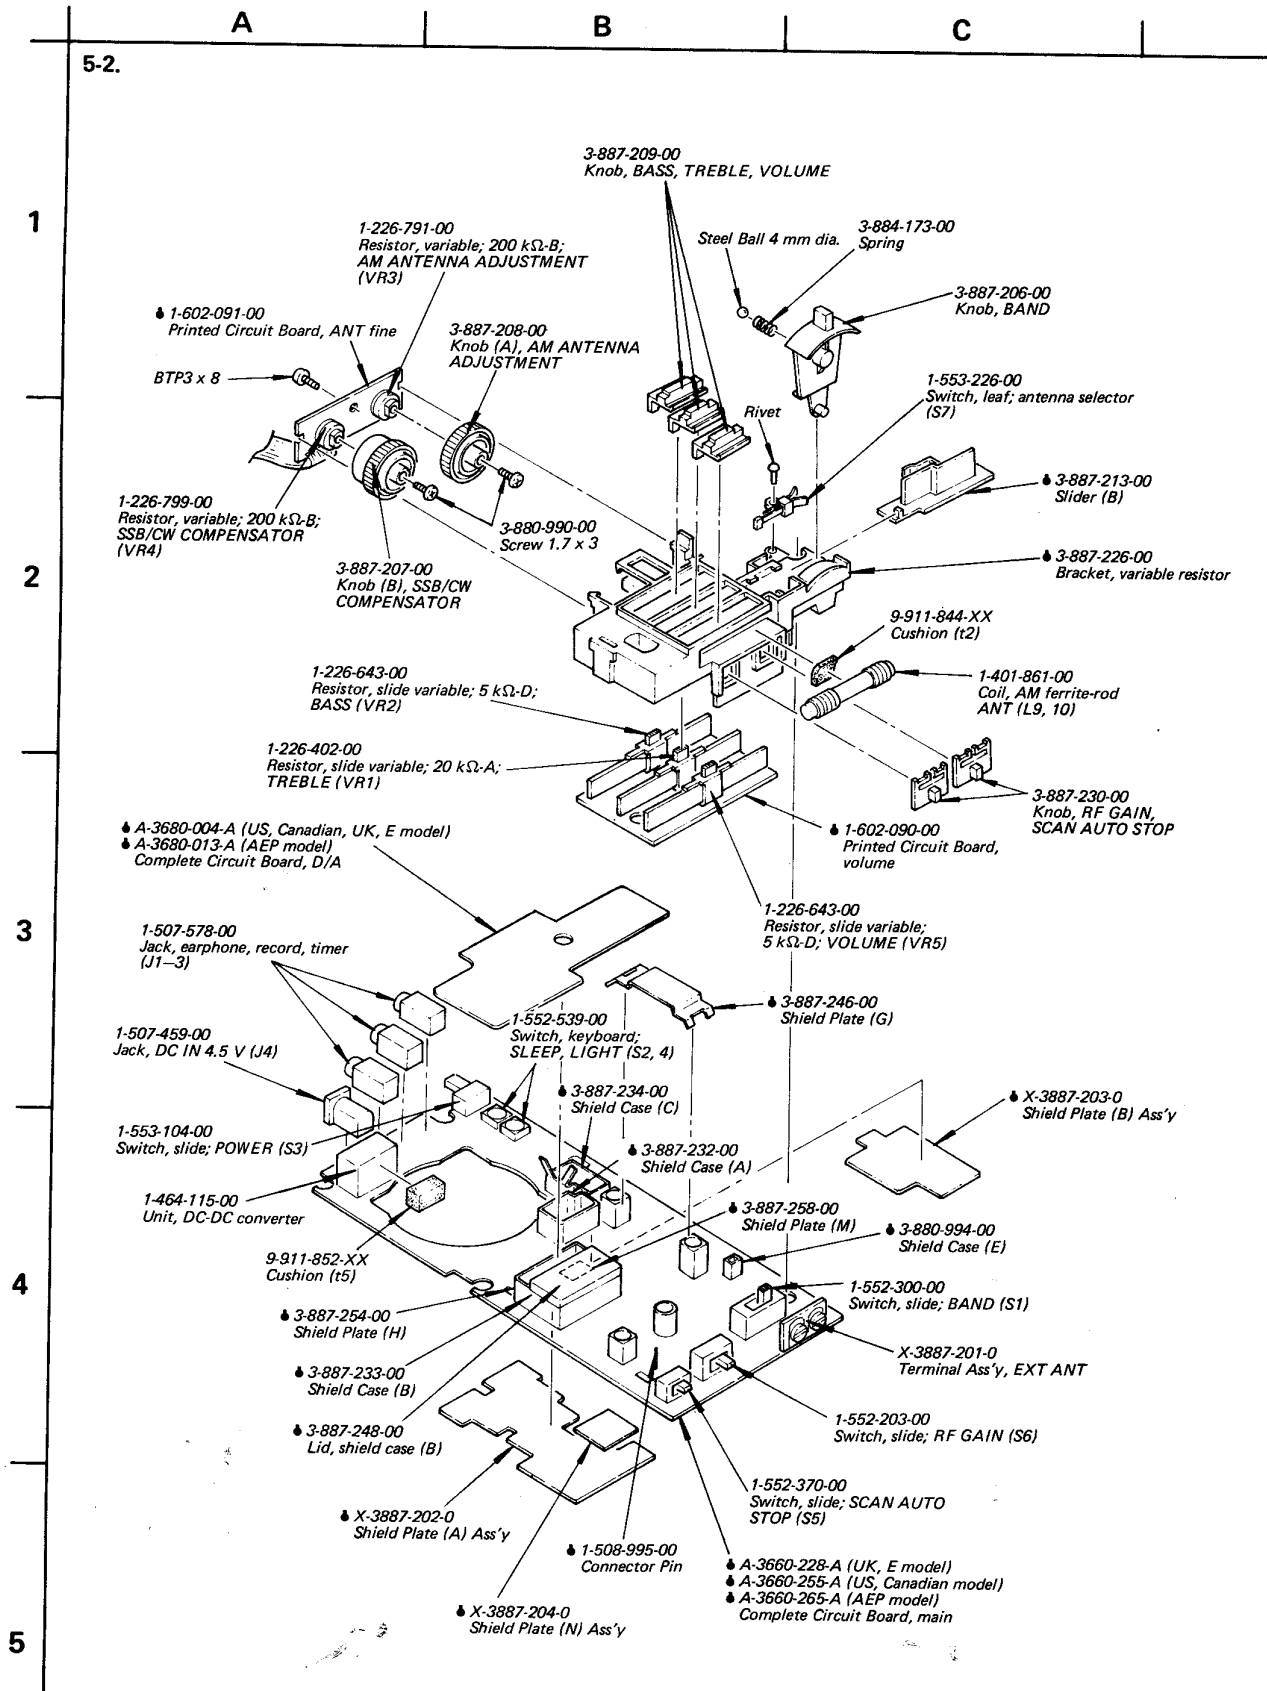 A
B
C
5-2.
1
2
3
4
5
3-887-209-00
Knob, BASS, TREBLE, VOLUME
1-226-791-00
Resistor, variable; 200 kΩ-B;
AM ANTENNA ADJUSTMENT
(VR3)
Steel Ball 4 mm dia.
3-884-173-00
Spring
3-887-206-00
Knob, BAND
1-602-091-00
Printed Circuit Board, ANT fine
3-887-208-00
Knob (A), AM ANTENNA
ADJUSTMENT
BTP3 x 8
1-553-226-00
Switch, leaf; antenna selector
(S7)
Rivet
3-887-213-00
Slider (B)
1-226-799-00
Resistor, variable; 200 kΩ-B;
SSB/CW COMPENSATOR
(VR4)
3-880-990-00
Screw 1.7 x 3
3-887-207-00
Knob (B), SSB/CW
COMPENSATOR
3-887-226-00
Bracket, variable resistor
9-911-844-XX
Cushion (t2)
1-226-643-00
Resistor, slide variable; 5 kΩ-D;
BASS (VR2)
1-401-861-00
Coil, AM ferrite-rod
ANT (L9, 10)
1-226-402-00
Resistor, slide variable; 20 kΩ-A;
TREBLE (VR1)
3-887-230-00
Knob, RF GAIN,
SCAN AUTO STOP
A-3680-004-A (US, Canadian, UK, E model)
A-3680-013-A (AEP model)
Complete Circuit Board, D/A
1-602-090-00
Printed Circuit Board,
volume
1-226-643-00
Resistor, slide variable;
5 kΩ-D; VOLUME (VR5)
1-507-578-00
Jack, earphone, record, timer
(J1–3)
3-887-246-00
Shield Plate (G)
1-507-459-00
Jack, DC IN 4.5 V (J4)
1-552-539-00
Switch, keyboard;
SLEEP, LIGHT (S2, 4)
3-887-234-00
Shield Case (C)
X-3887-203-0
Shield Plate (B) Ass'y
1-553-104-00
Switch, slide; POWER (S3)
3-887-232-00
Shield Case (A)
1-464-115-00
Unit, DC-DC converter
3-887-258-00
Shield Plate (M)
3-880-994-00
Shield Case (E)
9-911-852-XX
Cushion (t5)
1-552-300-00
Switch, slide; BAND (S1)
3-887-254-00
Shield Plate (H)
X-3887-201-0
Terminal Ass'y, EXT ANT
3-887-233-00
Shield Case (B)
1-552-203-00
Switch, slide; RF GAIN (S6)
3-887-248-00
Lid, shield case (B)
1-552-370-00
Switch, slide; SCAN AUTO
STOP (S5)
X-3887-202-0
Shield Plate (A) Ass'y
1-508-995-00
Connector Pin
A-3660-228-A (UK, E model)
A-3660-255-A (US, Canadian model)
A-3660-265-A (AEP model)
Complete Circuit Board, main
X-3887-204-0
Shield Plate (N) Ass'y